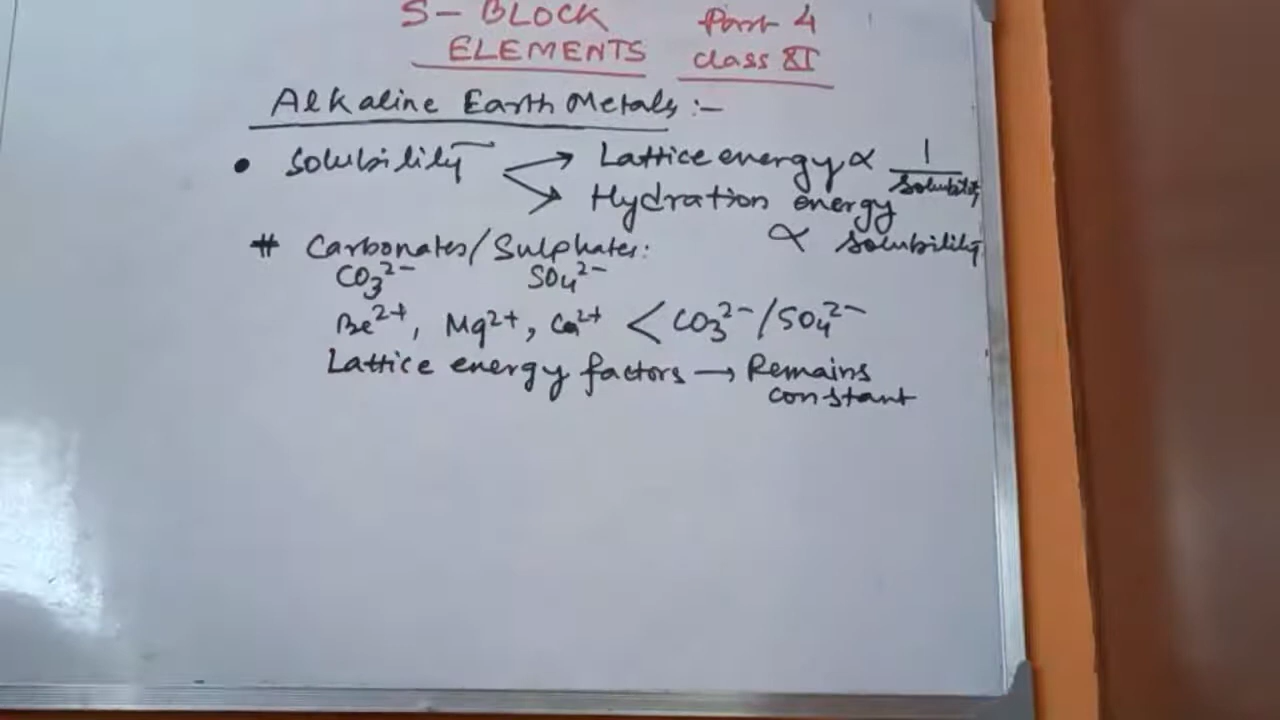 S-BLOCK Part 4
ELEMENTS class XI
Alkaline Earth Metals :-
• Solubility → Lattice energy ∝ 1/Solubility
→ Hydration energy
∝ Solubility
# Carbonates/Sulphates:
CO₃²⁻ SO₄²⁻
Be²⁺, Mg²⁺, Ca²⁺ < CO₃²⁻/SO₄²⁻
Lattice energy factors → Remains
constant